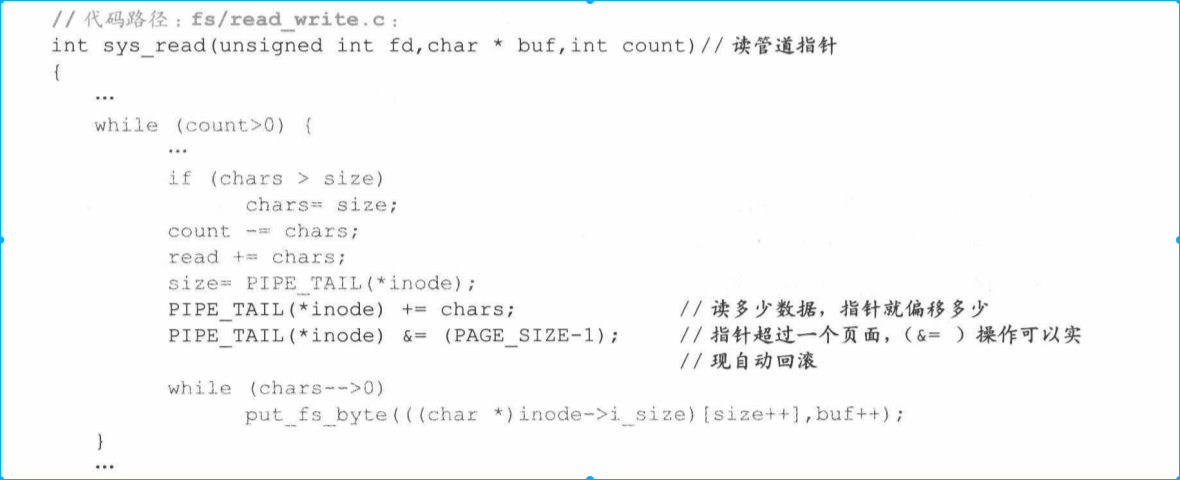 // 代码路径：fs/read_write.c：
int sys_read(unsigned int fd,char * buf,int count)// 读管道指针
{
...
while (count>0) {
...
if (chars > size)
chars= size;
count -= chars;
read += chars;
size= PIPE_TAIL(*inode);
PIPE_TAIL(*inode) += chars; // 读多少数据，指针就偏移多少
PIPE_TAIL(*inode) &= (PAGE_SIZE-1); // 指针超过一个页面，（&= ）操作可以实
// 现自动回滚
while (chars-->0)
put_fs_byte(((char *)inode->i_size)[size++],buf++);
}
...